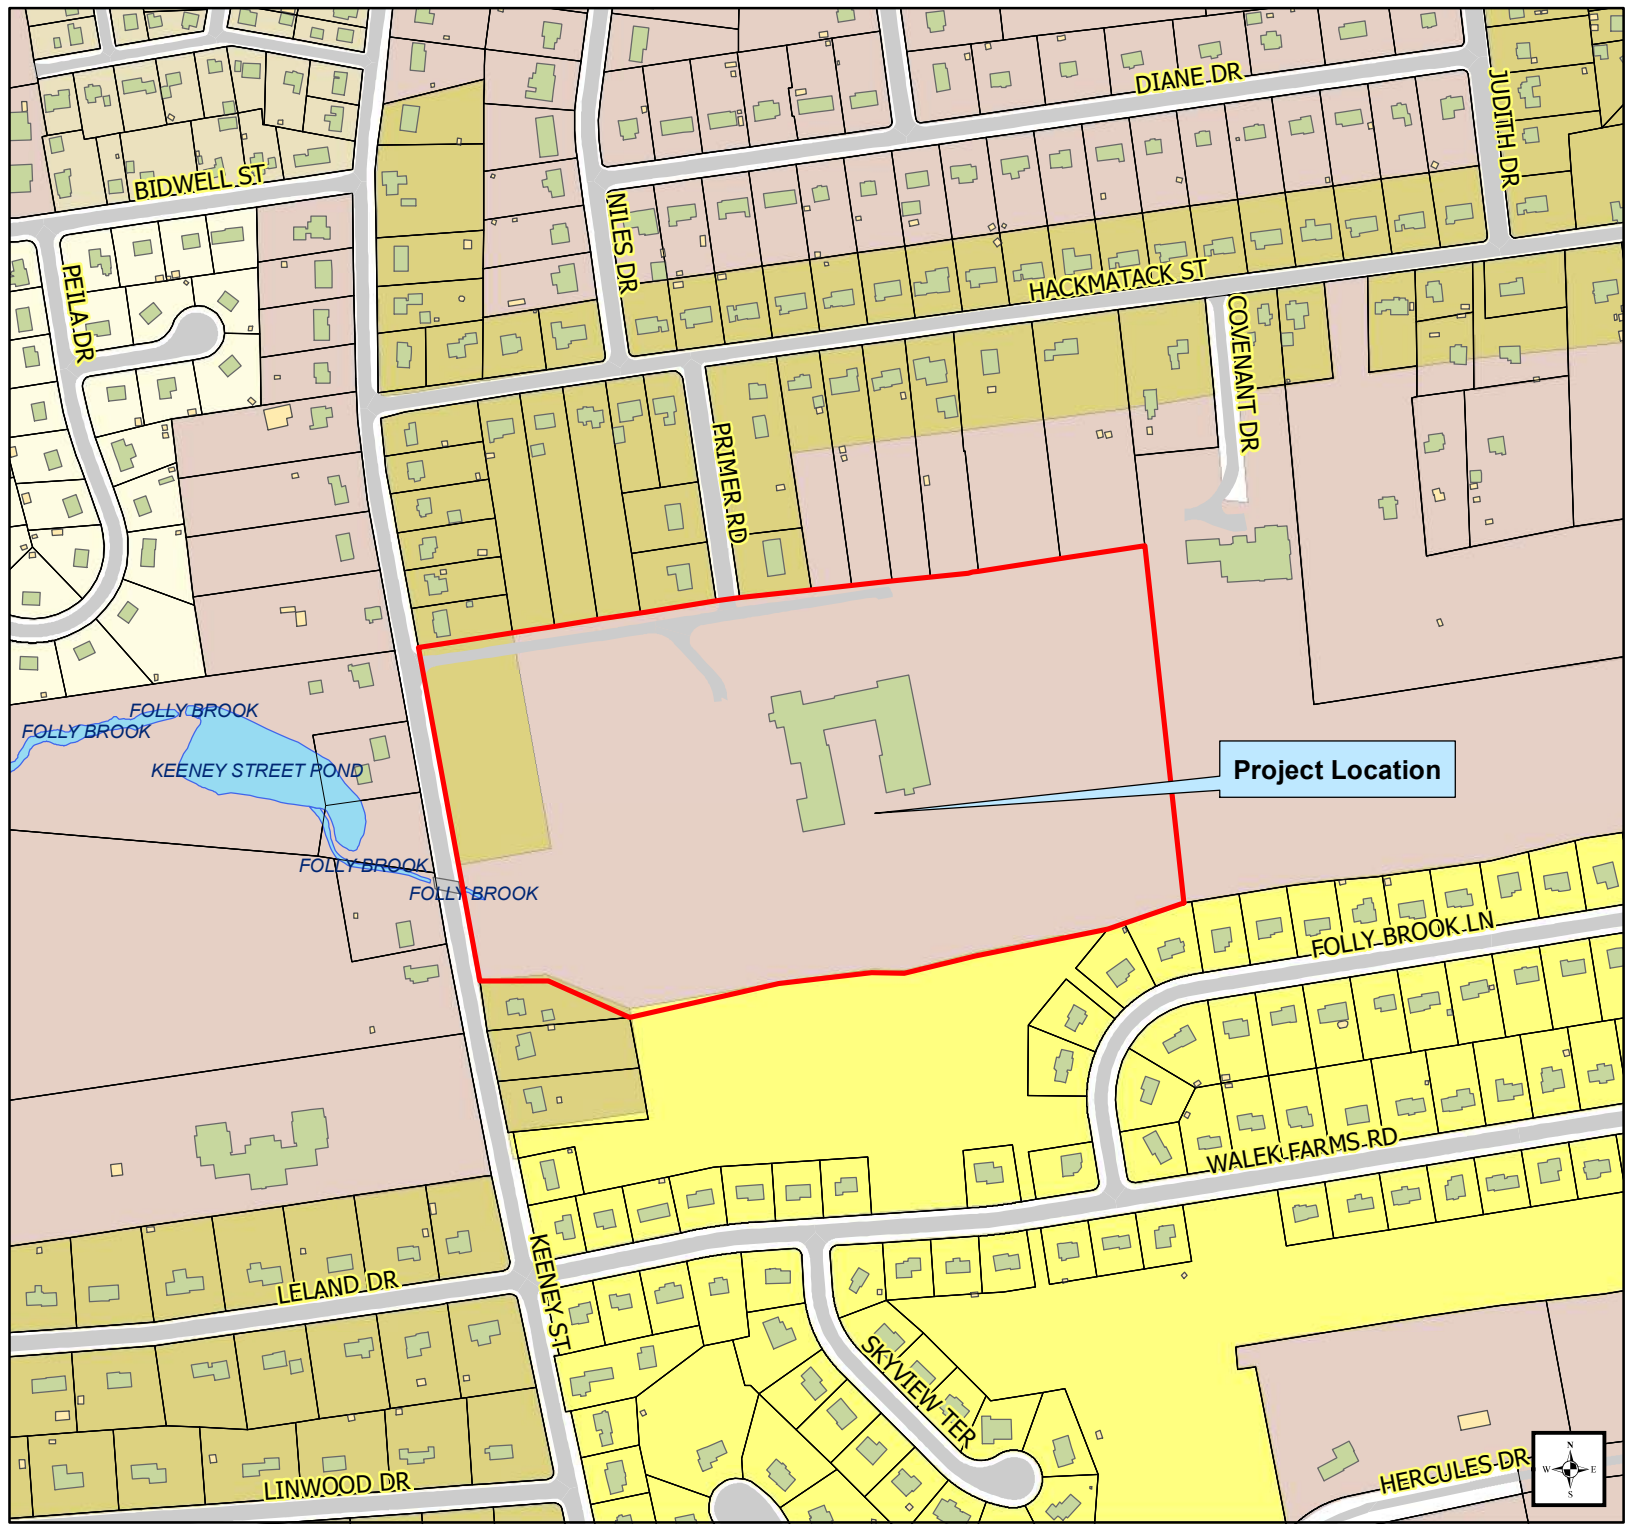 DIANE DR
JUDITH DR
BIDWELL ST
NILES DR
PEILA DR
HACKMATACK ST
COVENANT DR
PRIMER RD
FOLLY BROOK
FOLLY BROOK
KEENEY STREET POND
Project Location
FOLLY BROOK
FOLLY BROOK
FOLLY BROOK LN
WALEK FARMS RD
KEENEY ST
LELAND DR
SKYVIEW TER
LINWOOD DR
HERCULES DR
N
W E
S